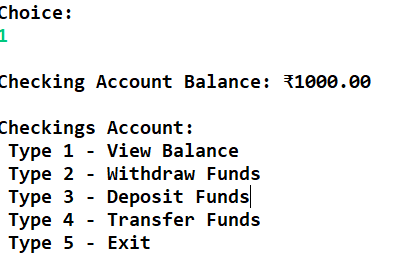 Choice:
1
Checking Account Balance: ₹1000.00
Checkings Account:
Type 1 - View Balance
Type 2 - Withdraw Funds
Type 3 - Deposit Funds
Type 4 - Transfer Funds
Type 5 - Exit